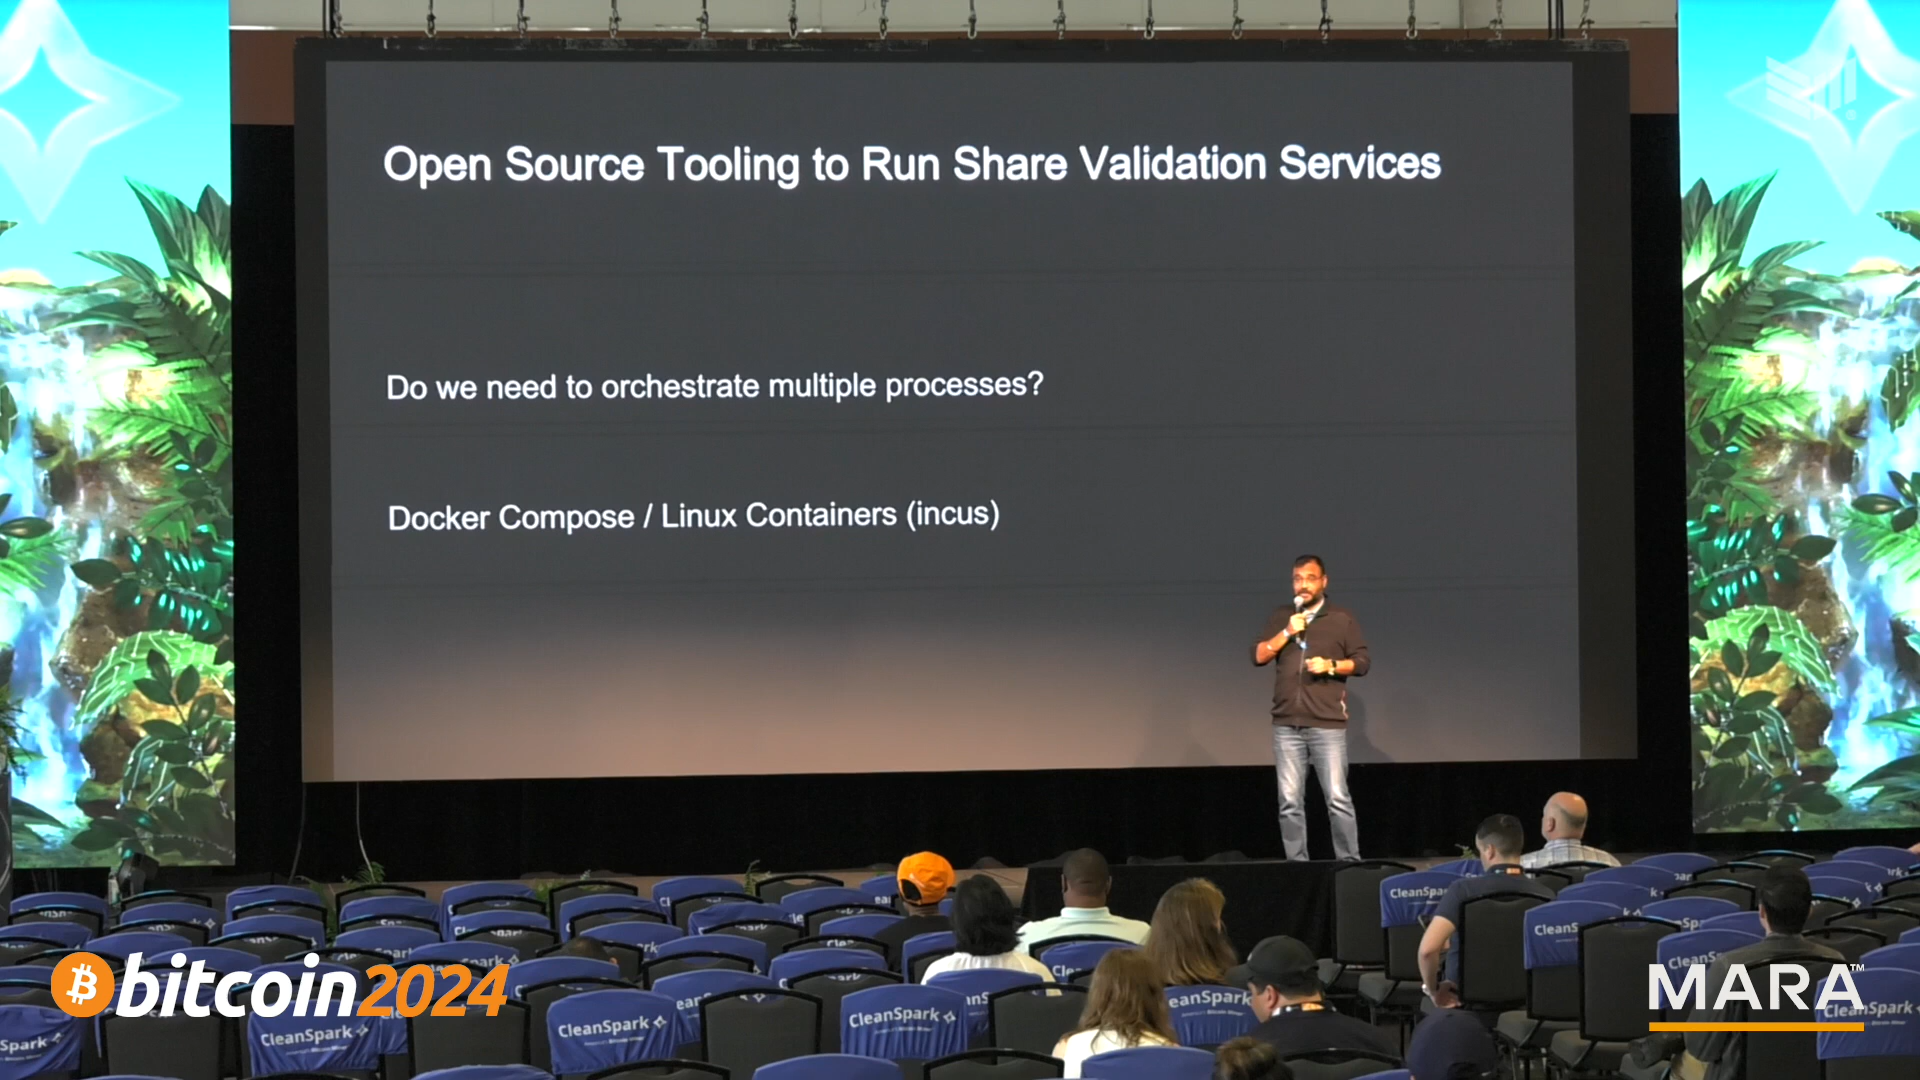 Open Source Tooling to Run Share Validation Services
Do we need to orchestrate multiple processes?
Docker Compose / Linux Containers (incus)
bitcoin2024
MARA™
CleanSpark
CleanSpark
CleanSpark
CleanSpark